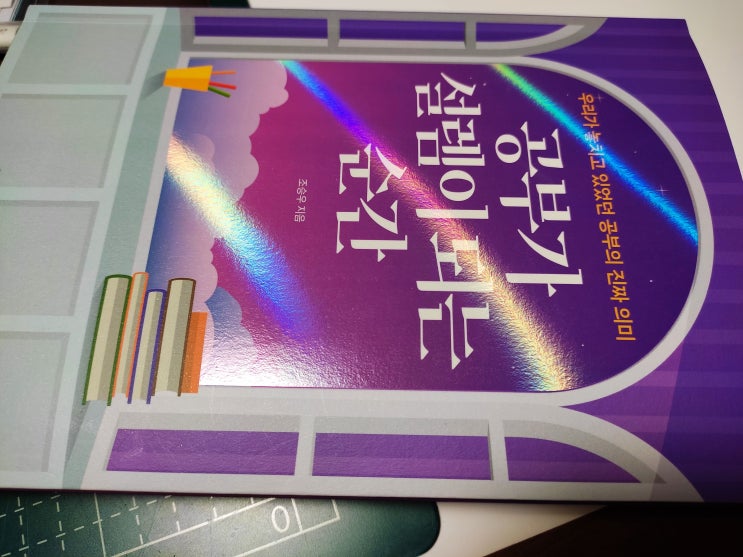 우리가 놓치고 있었던 공부의 진짜 의미
공부가
설렘이 되는
순간
조승우 지음